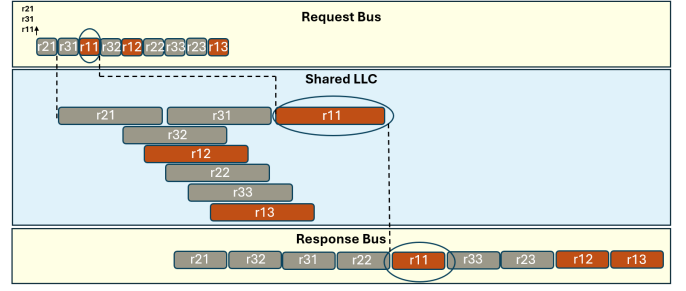 r21
r31
r11
Request Bus
r21 r31 r11 r32 r12 r22 r33 r23 r13
Shared LLC
r21 r31 r11
r32
r12
r22
r33
r13
Response Bus
r21 r32 r31 r22 r11 r33 r23 r12 r13